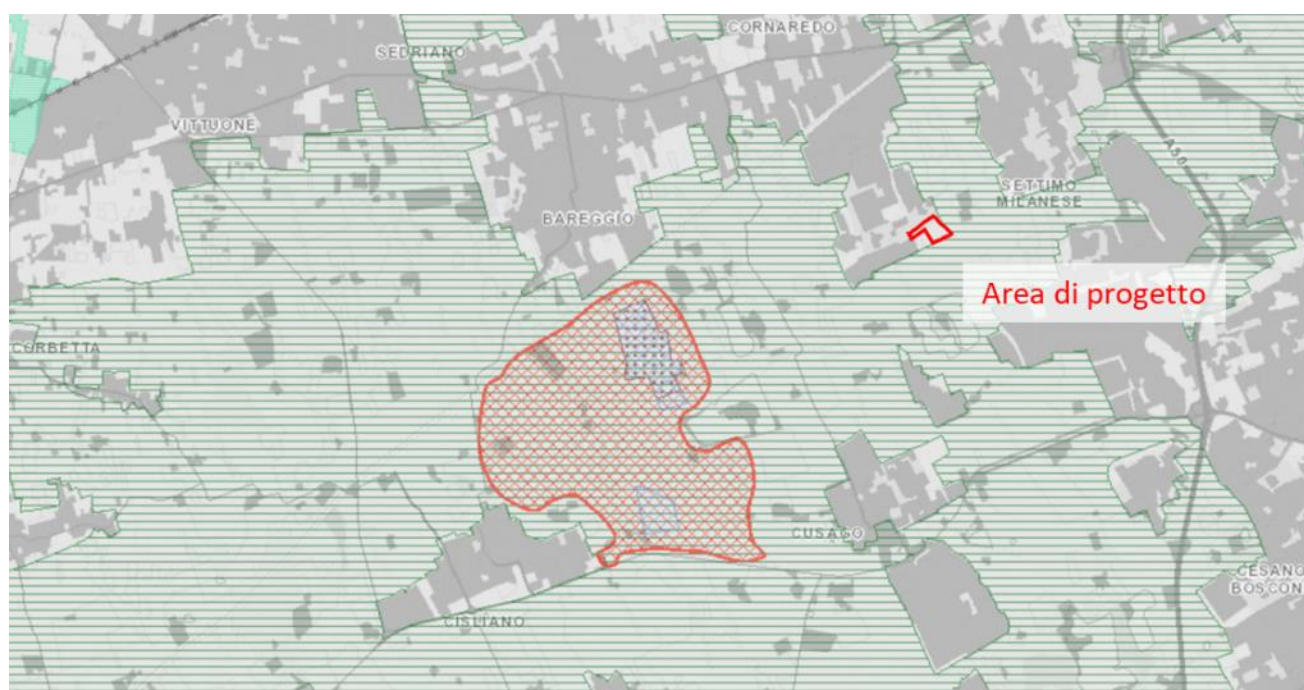 CORNAREDO
SEDRIANO
VITTUONE
A50
SETTIMO
MILANESE
BAREGGIO
Area di progetto
CORBETTA
CUSAGO
CESANO
BOSCON
CISLIANO